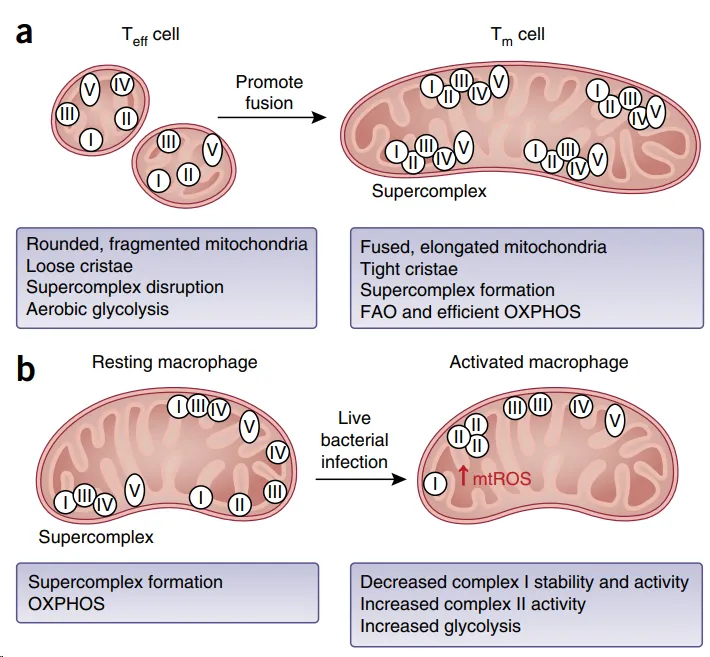 a
Teff cell
Tm cell
Promote
fusion
V
IV
III
II
I
III
V
I
II
I
II
III
IV
V
I
II
III
IV
V
I
II
III
IV
V
I
II
III
IV
V
Supercomplex
Rounded, fragmented mitochondria
Loose cristae
Supercomplex disruption
Aerobic glycolysis
Fused, elongated mitochondria
Tight cristae
Supercomplex formation
FAO and efficient OXPHOS
b
Resting macrophage
Activated macrophage
Live
bacterial
infection
I
III
IV
V
IV
I
III
IV
V
I
II
III
Supercomplex
II
II
II
III
III
IV
V
I
↑ mtROS
Supercomplex formation
OXPHOS
Decreased complex I stability and activity
Increased complex II activity
Increased glycolysis